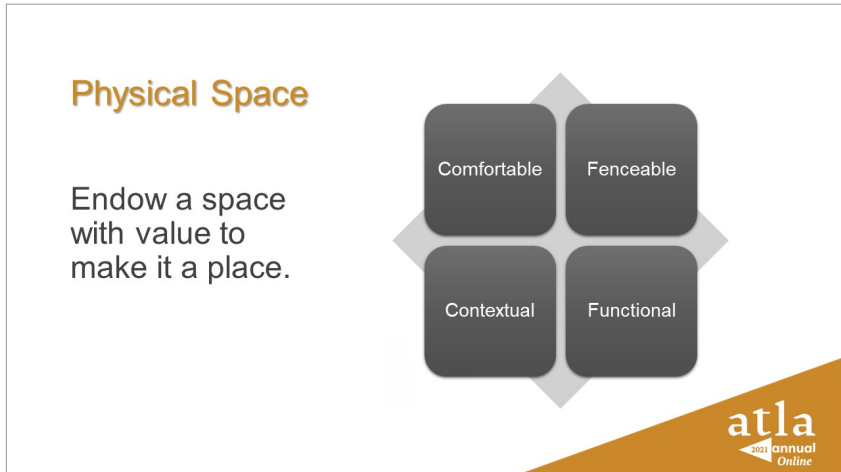 Physical Space
Endow a space
with value to
make it a place.
Comfortable
Fenceable
Contextual
Functional
atla
2021 annual
Online